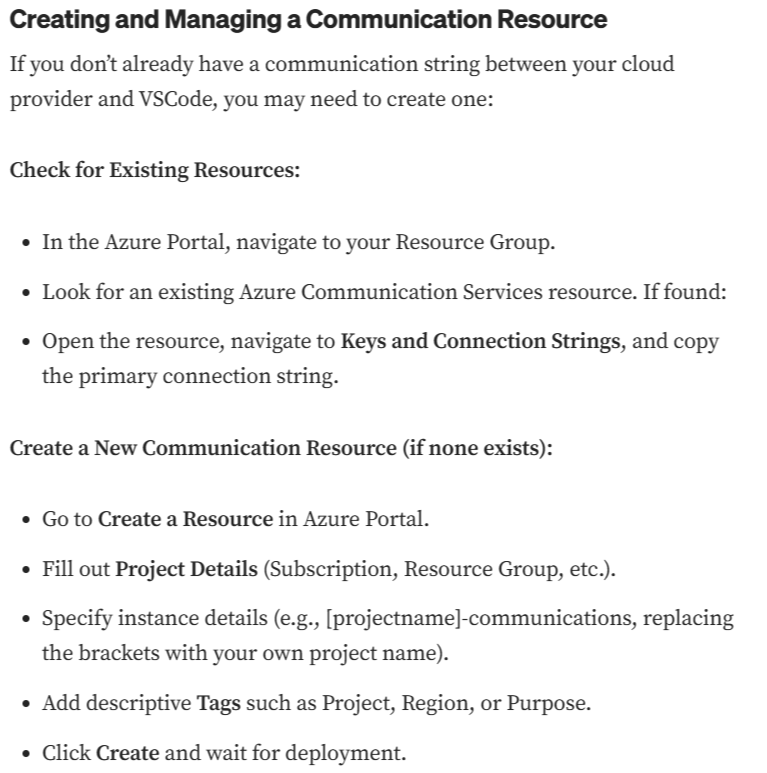 Creating and Managing a Communication Resource
If you don’t already have a communication string between your cloud
provider and VSCode, you may need to create one:
Check for Existing Resources:
• In the Azure Portal, navigate to your Resource Group.
• Look for an existing Azure Communication Services resource. If found:
• Open the resource, navigate to Keys and Connection Strings, and copy
the primary connection string.
Create a New Communication Resource (if none exists):
• Go to Create a Resource in Azure Portal.
• Fill out Project Details (Subscription, Resource Group, etc.).
• Specify instance details (e.g., [projectname]-communications, replacing
the brackets with your own project name).
• Add descriptive Tags such as Project, Region, or Purpose.
• Click Create and wait for deployment.